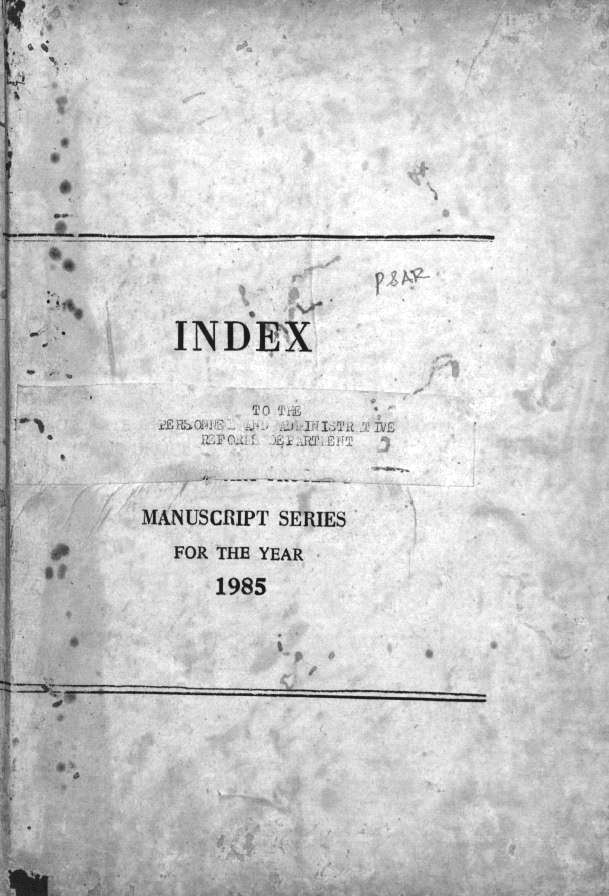 P&AR
INDEX
TO THE
PERSONNEL AND ADMINISTRATIVE
REFORMS DEPARTMENT
MANUSCRIPT SERIES
FOR THE YEAR
1985